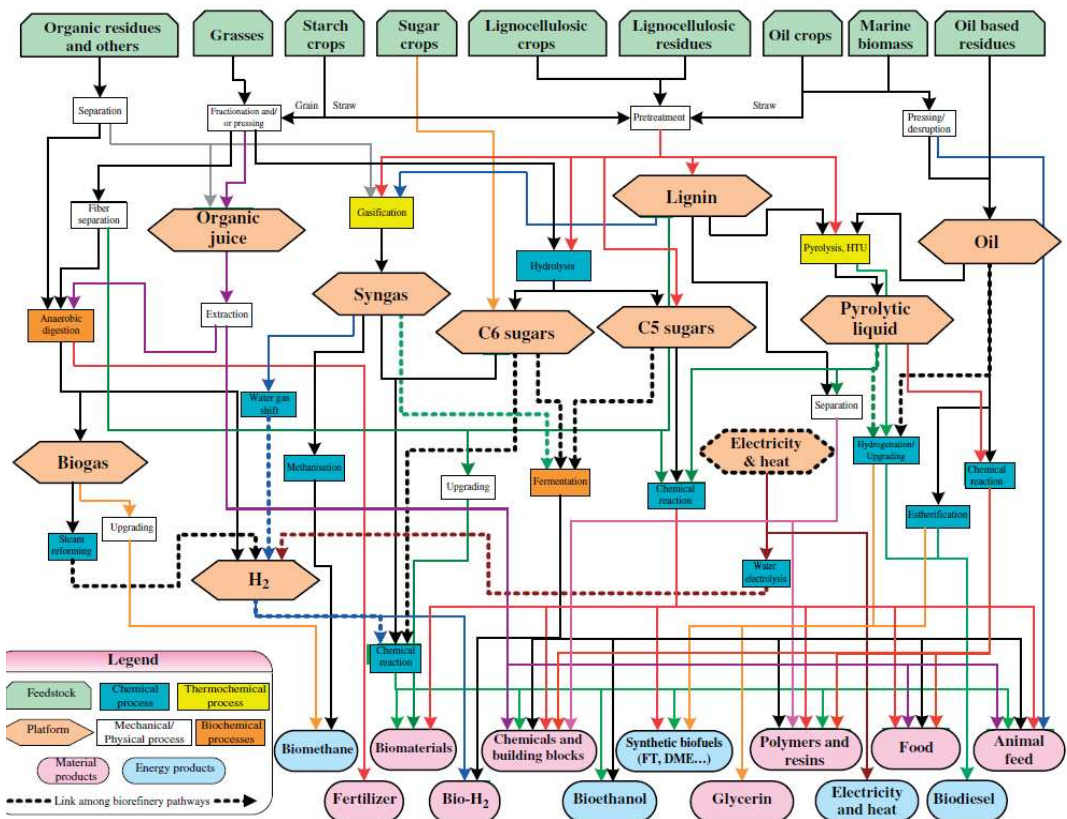 Organic residues
and others
Grasses
Starch
crops
Sugar
crops
Lignocellulosic
crops
Lignocellulosic
residues
Oil crops
Marine
biomass
Oil based
residues
Separation
Fractionation and/
or pressing
Grain
Straw
Pretreatment
Straw
Pressing/
desruption
Fiber
separation
Organic
juice
Gasification
Lignin
Pyrolysis, HTU
Oil
Hydrolysis
Anaerobic
digestion
Extraction
Syngas
C6 sugars
C5 sugars
Pyrolytic
liquid
Water gas
shift
Separation
Biogas
Methanisation
Upgrading
Fermentation
Chemical
reaction
Electricity
& heat
Hydrogenation/
Upgrading
Chemical
reaction
Steam
reforming
Upgrading
Estherification
H2
Water
electrolysis
Chemical
reaction
Legend
Feedstock
Chemical
process
Thermochemical
process
Platform
Mechanical/
Physical process
Biochemical
processes
Material
products
Energy products
Link among biorefinery pathways
Biomethane
Biomaterials
Chemicals and
building blocks
Synthetic biofuels
(FT, DME…)
Polymers and
resins
Food
Animal
feed
Fertilizer
Bio-H2
Bioethanol
Glycerin
Electricity
and heat
Biodiesel